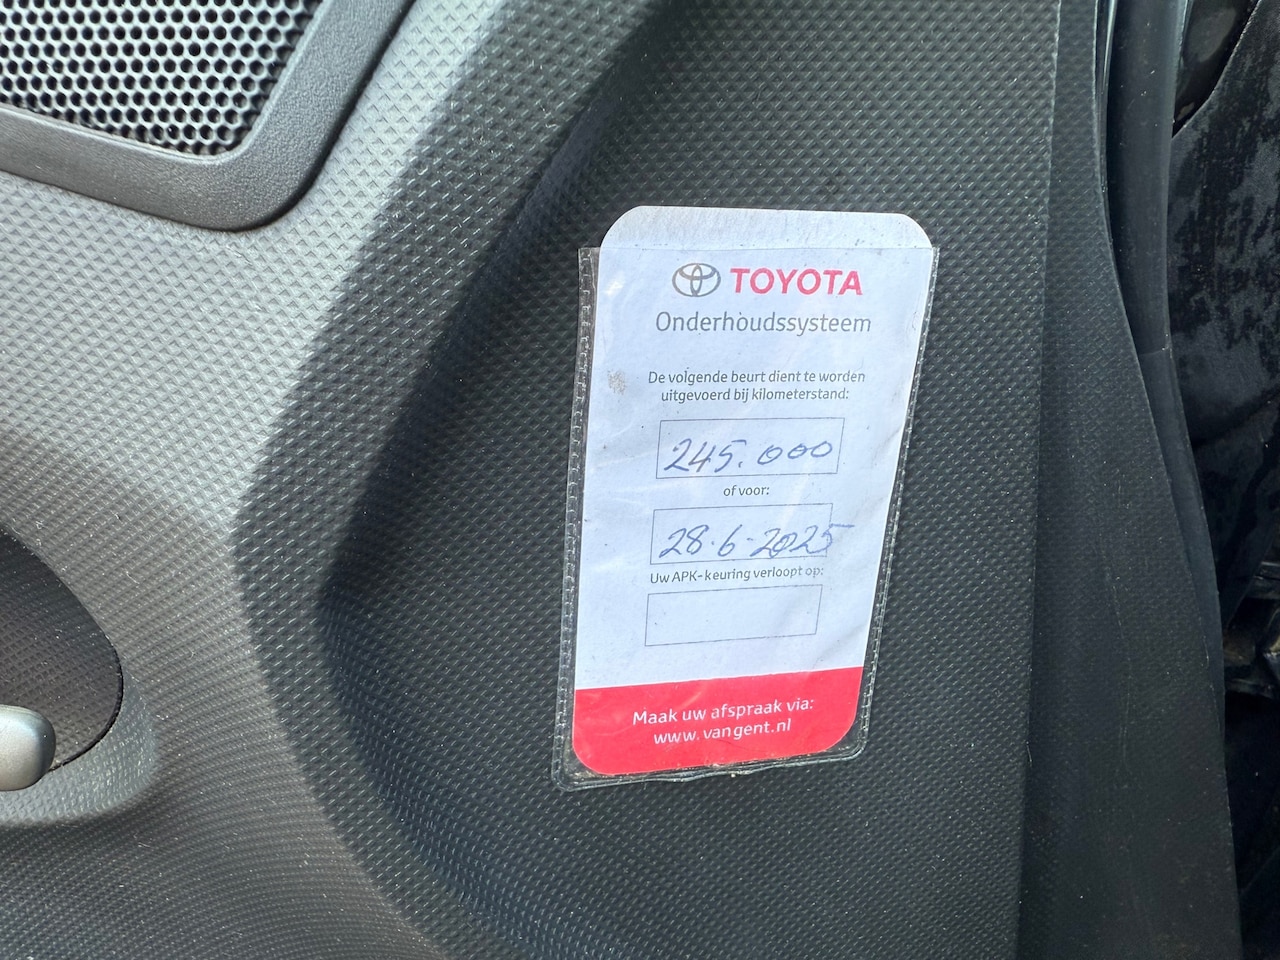 TOYOTA
Onderhoudssysteem
De volgende beurt dient te worden
uitgevoerd bij kilometerstand:
245.000
of voor:
28.6.2025
Uw APK-keuring verloopt op:
Maak uw afspraak via:
www.vangent.nl